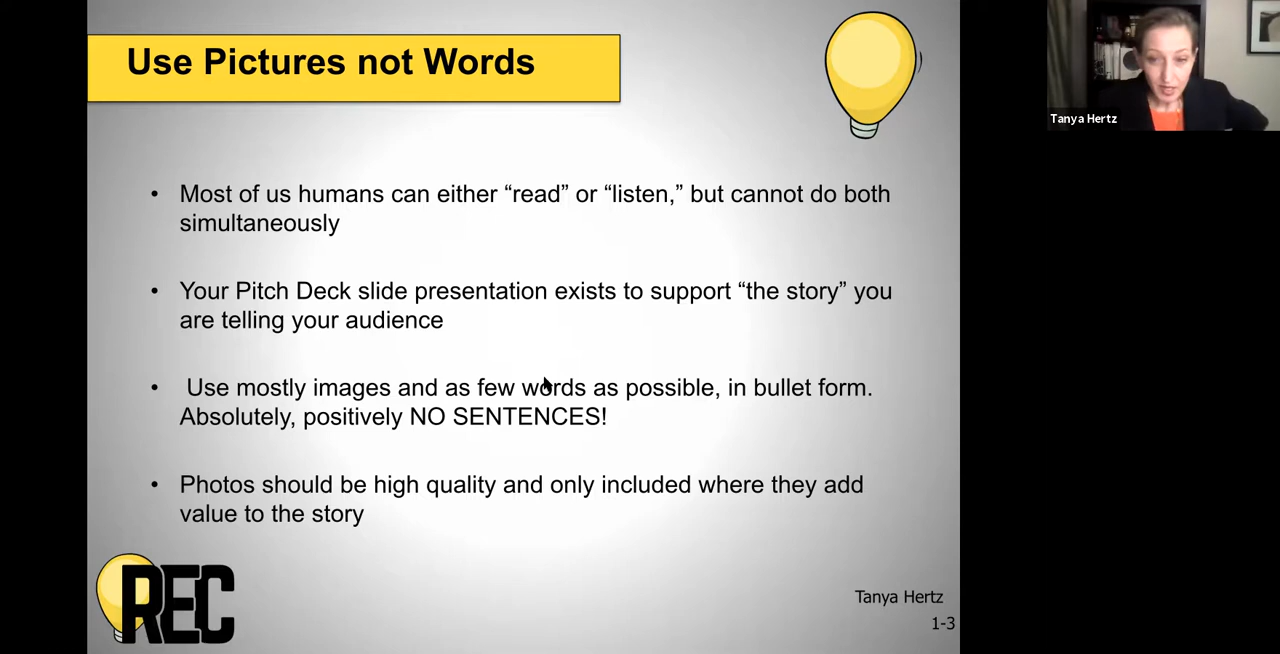 Use Pictures not Words
Tanya Hertz
• Most of us humans can either “read” or “listen,” but cannot do both
simultaneously
• Your Pitch Deck slide presentation exists to support “the story” you
are telling your audience
• Use mostly images and as few words as possible, in bullet form.
Absolutely, positively NO SENTENCES!
• Photos should be high quality and only included where they add
value to the story
REC
Tanya Hertz
1-3